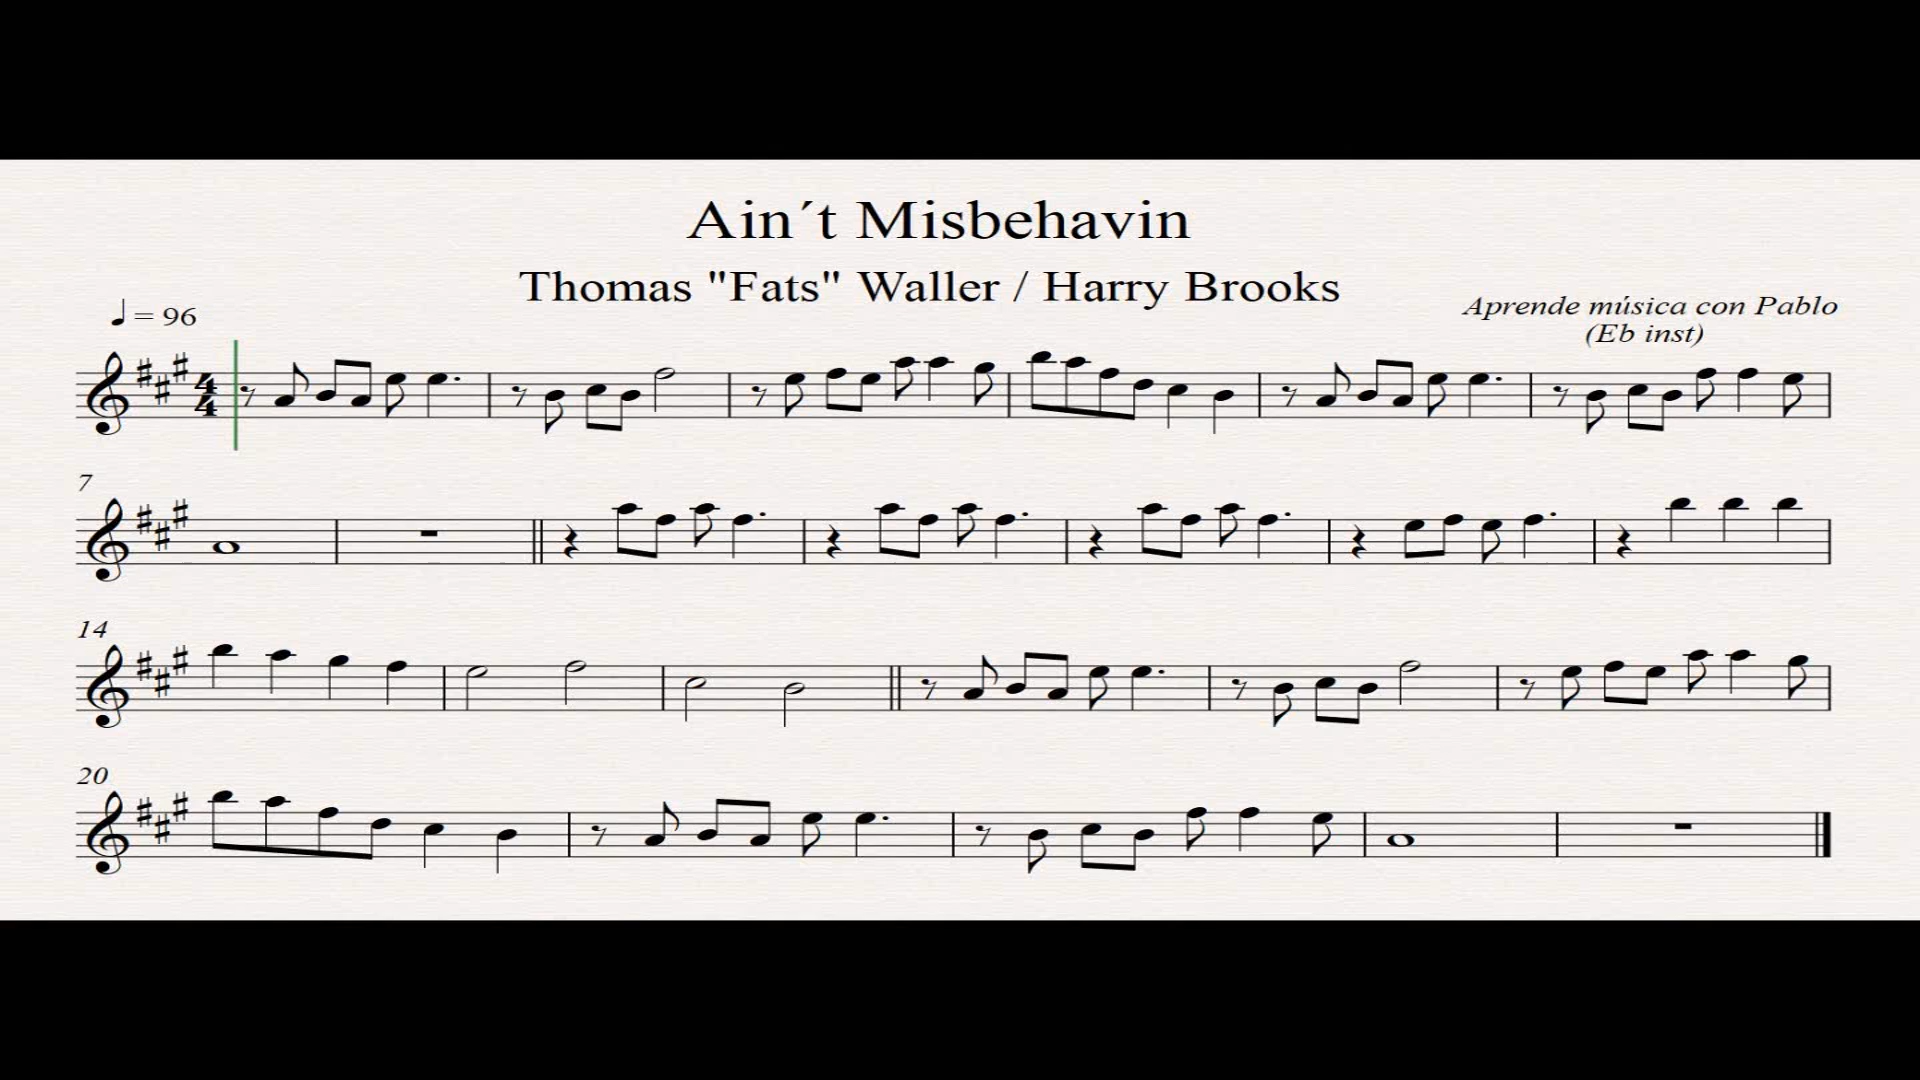 Ain´t Misbehavin
Thomas "Fats" Waller / Harry Brooks
♩ = 96
Aprende música con Pablo
(Eb inst)
4
4
7
14
20